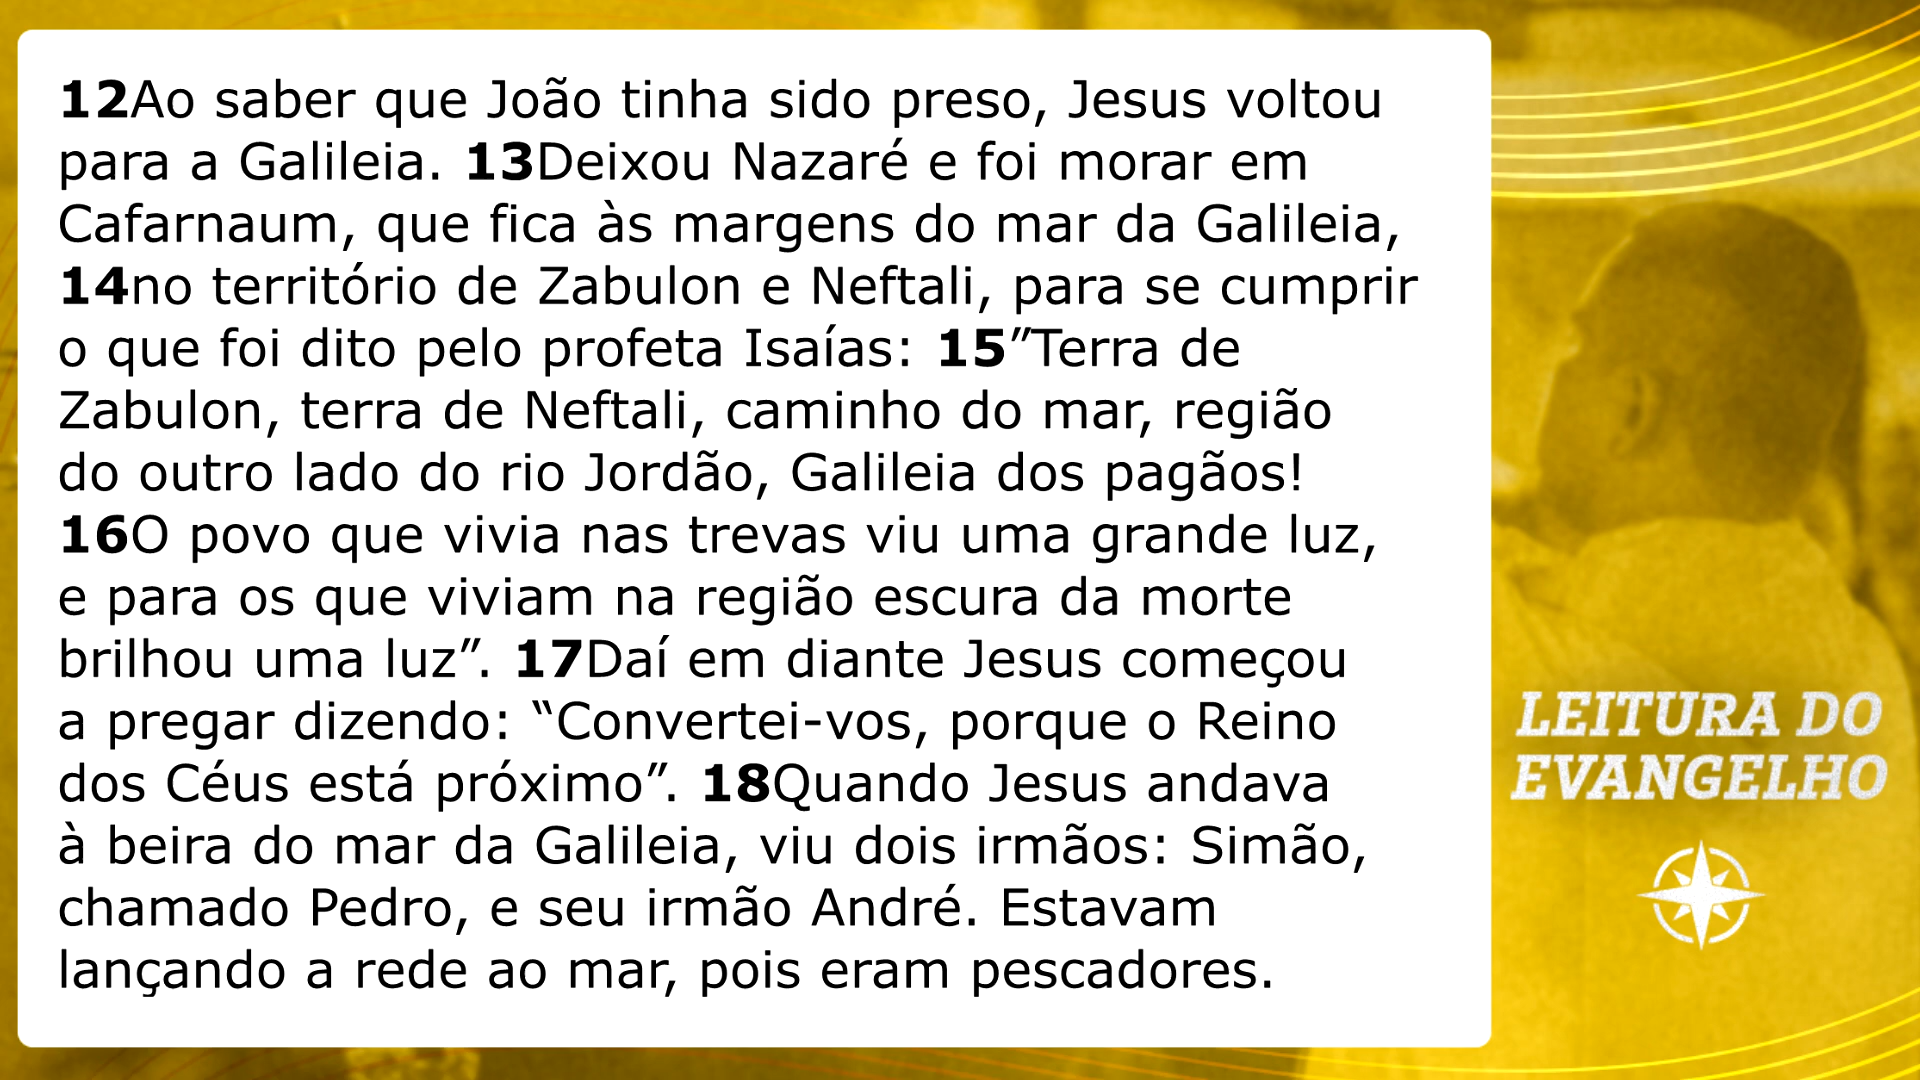 12Ao saber que João tinha sido preso, Jesus voltou
para a Galileia. 13Deixou Nazaré e foi morar em
Cafarnaum, que fica às margens do mar da Galileia,
14no território de Zabulon e Neftali, para se cumprir
o que foi dito pelo profeta Isaías: 15”Terra de
Zabulon, terra de Neftali, caminho do mar, região
do outro lado do rio Jordão, Galileia dos pagãos!
16O povo que vivia nas trevas viu uma grande luz,
e para os que viviam na região escura da morte
brilhou uma luz”. 17Daí em diante Jesus começou
a pregar dizendo: “Convertei-vos, porque o Reino
dos Céus está próximo”. 18Quando Jesus andava
à beira do mar da Galileia, viu dois irmãos: Simão,
chamado Pedro, e seu irmão André. Estavam
lançando a rede ao mar, pois eram pescadores.
LEITURA DO
EVANGELHO